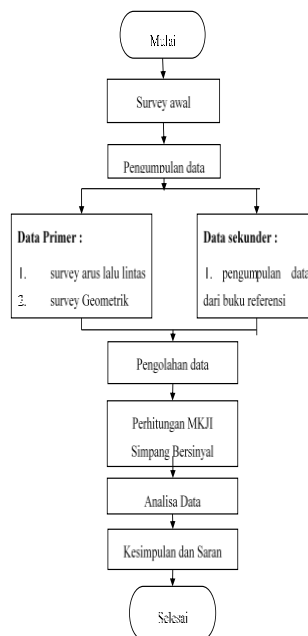 Mulai
Survey awal
Pengumpulan data
Data Primer :
1. survey arus lalu lintas
2. survey Geometrik
Data sekunder :
1. pengumpulan data
dari buku referensi
Pengolahan data
Perhitungan MKJI
Simpang Bersinyal
Analisa Data
Kesimpulan dan Saran
Selesai